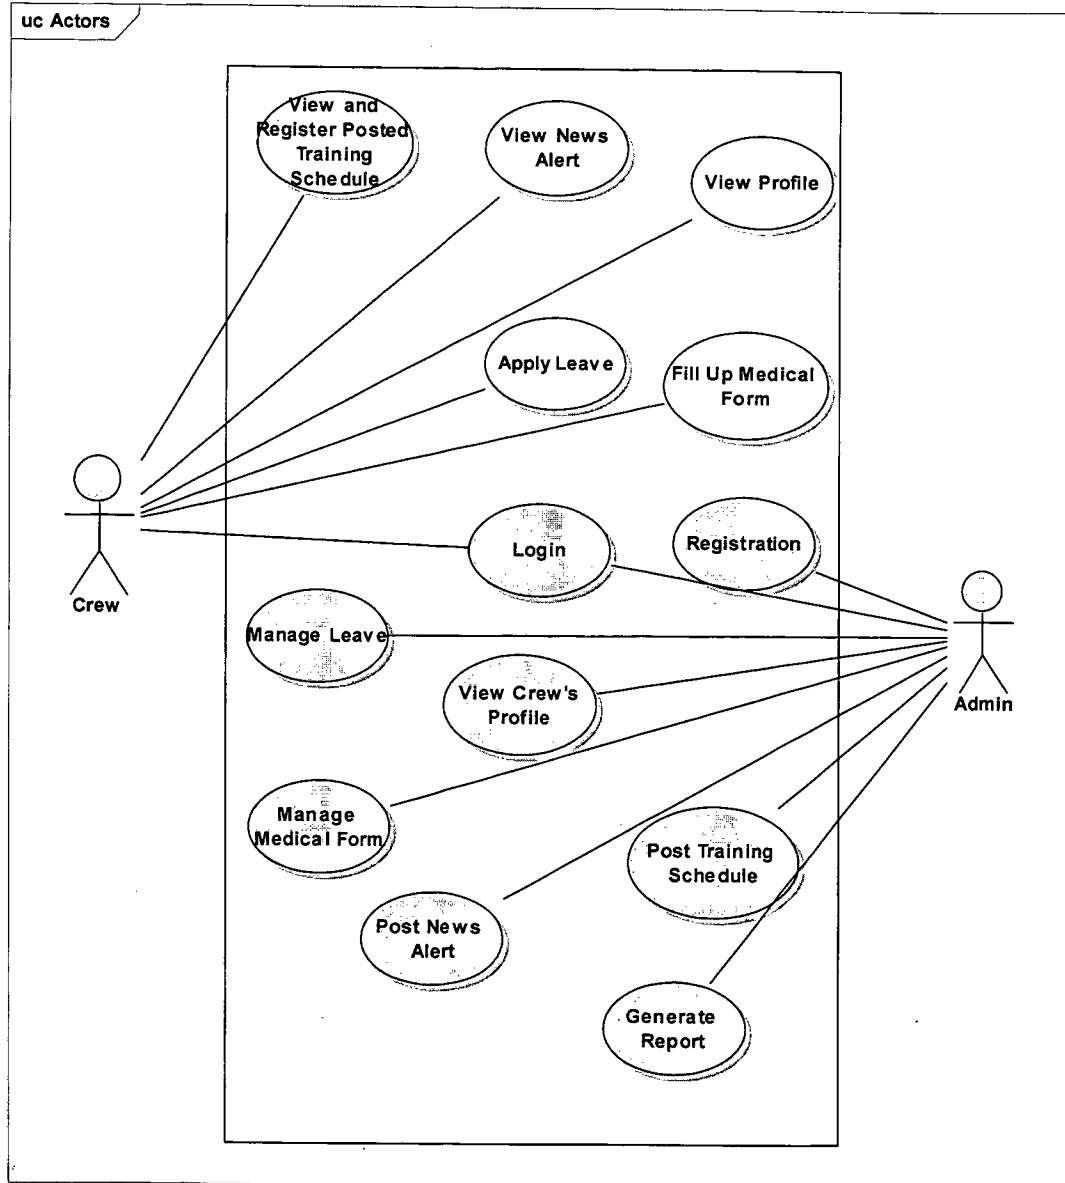 uc Actors
View and
Register Posted
Training
Schedule
View News
Alert
View Profile
Apply Leave
Fill Up Medical
Form
Login
Registration
Crew
Manage Leave
View Crew's
Profile
Admin
Manage
Medical Form
Post Training
Schedule
Post News
Alert
Generate
Report